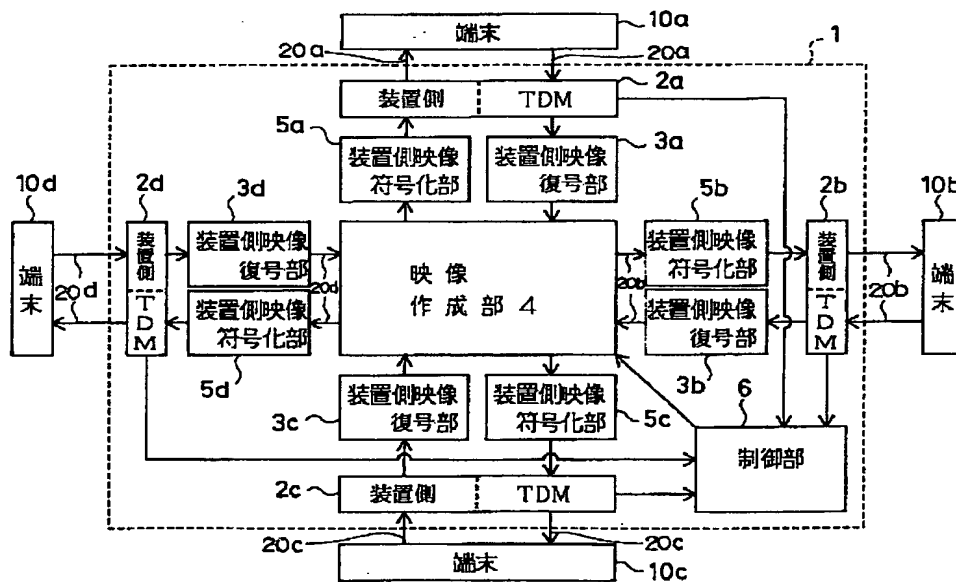 10a
端末
1
20a
20a
2a
装置側 TDM
5a
3a
装置側映像
符号化部
装置側映像
復号部
10d
2d
3d
5b
2b
10b
端末
装置側
TDM
装置側映像
復号部
映像
作成部 4
装置側映像
符号化部
装置側
TDM
端末
20d
20d
20b
20b
装置側映像
符号化部
装置側映像
復号部
5d
3b
6
3c
装置側映像
復号部
装置側映像
符号化部
5c
制御部
2c
装置側 TDM
20c
20c
端末
10c